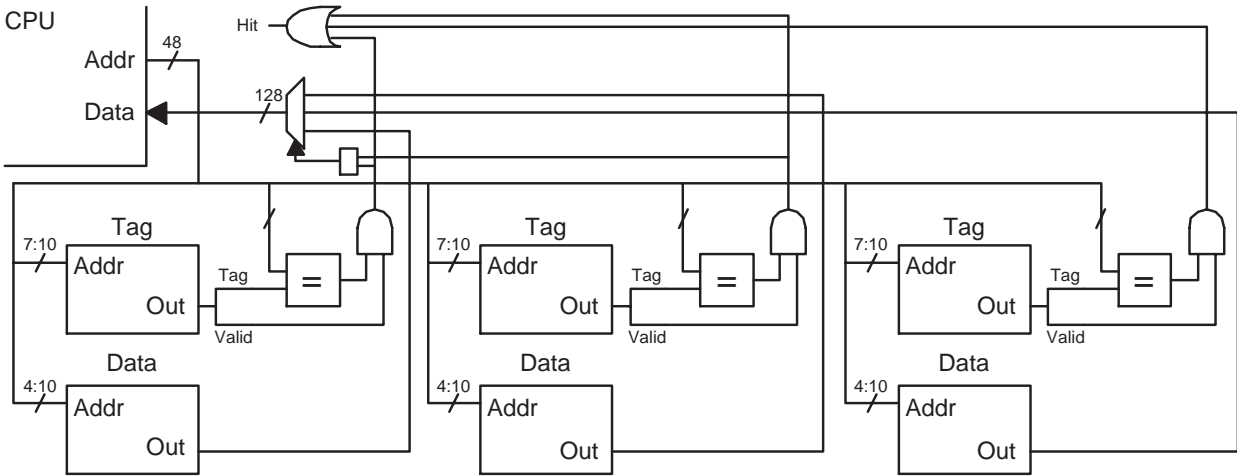 CPU
Hit
48
Addr
128
Data
Tag
Tag
Tag
7:10
7:10
7:10
Addr
Addr
Addr
Tag
Tag
Tag
=
=
=
Out
Out
Out
Valid
Valid
Valid
Data
Data
Data
4:10
4:10
4:10
Addr
Addr
Addr
Out
Out
Out